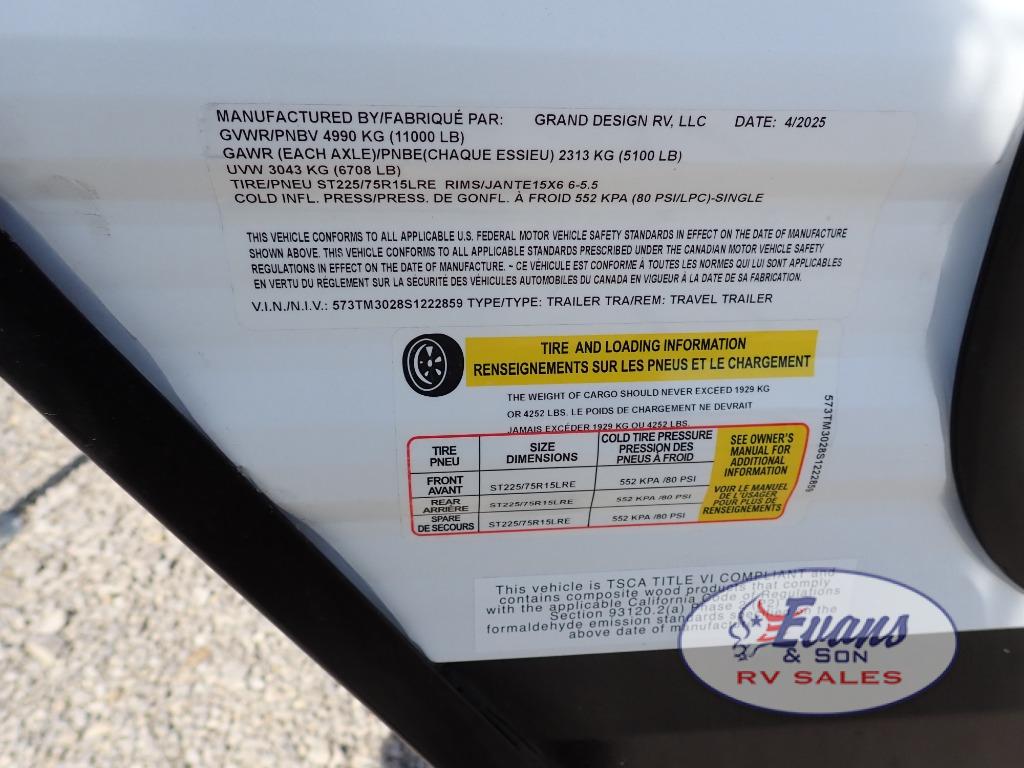 MANUFACTURED BY/FABRIQUÉ PAR: GRAND DESIGN RV, LLC DATE: 4/2025
GVWR/PNBV 4990 KG (11000 LB)
GAWR (EACH AXLE)/PNBE(CHAQUE ESSIEU) 2313 KG (5100 LB)
UVW 3043 KG (6708 LB)
TIRE/PNEU ST225/75R15LRE RIMS/JANTE15X6 6-5.5
COLD INFL. PRESS/PRESS. DE GONFL. À FROID 552 KPA (80 PSI/LPC)-SINGLE
THIS VEHICLE CONFORMS TO ALL APPLICABLE U.S. FEDERAL MOTOR VEHICLE SAFETY STANDARDS IN EFFECT ON THE DATE OF MANUFACTURE
SHOWN ABOVE. THIS VEHICLE CONFORMS TO ALL APPLICABLE STANDARDS PRESCRIBED UNDER THE CANADIAN MOTOR VEHICLE SAFETY
REGULATIONS IN EFFECT ON THE DATE OF MANUFACTURE. ~ CE VÉHICULE EST CONFORME À TOUTES LES NORMES QUI LUI SONT APPLICABLES
EN VERTU DU RÈGLEMENT SUR LA SECURITÉ DES VÉHICULES AUTOMOBILES DU CANADA EN VIGUEUR À LA DATE DE SA FABRICATION.
V.I.N./N.I.V.: 573TM3028S1222859 TYPE/TYPE: TRAILER TRA/REM: TRAVEL TRAILER
TIRE AND LOADING INFORMATION
RENSEIGNEMENTS SUR LES PNEUS ET LE CHARGEMENT
THE WEIGHT OF CARGO SHOULD NEVER EXCEED 1929 KG
OR 4252 LBS. LE POIDS DE CHARGEMENT NE DEVRAIT
JAMAIS EXCÉDER 1929 KG OU 4252 LBS.
573TM3028S1222859
TIRE
PNEU
SIZE
DIMENSIONS
COLD TIRE PRESSURE
PRESSION DES
PNEUS À FROID
SEE OWNER'S
MANUAL FOR
ADDITIONAL
INFORMATION
VOIR LE MANUEL
DE L'USAGER
POUR PLUS DE
RENSEIGNEMENTS
FRONT
AVANT
ST225/75R15LRE
552 KPA /80 PSI
REAR
ARRIÈRE
ST225/75R15LRE
552 KPA /80 PSI
SPARE
DE SECOURS
ST225/75R15LRE
552 KPA /80 PSI
This vehicle is TSCA TITLE VI COMPLIANT and
contains composite wood products that comply
with the applicable California Code of Regulations
Section 93120.2(a) Phase 2
formaldehyde emission standards the
above date of
Evans
& SON
RV SALES